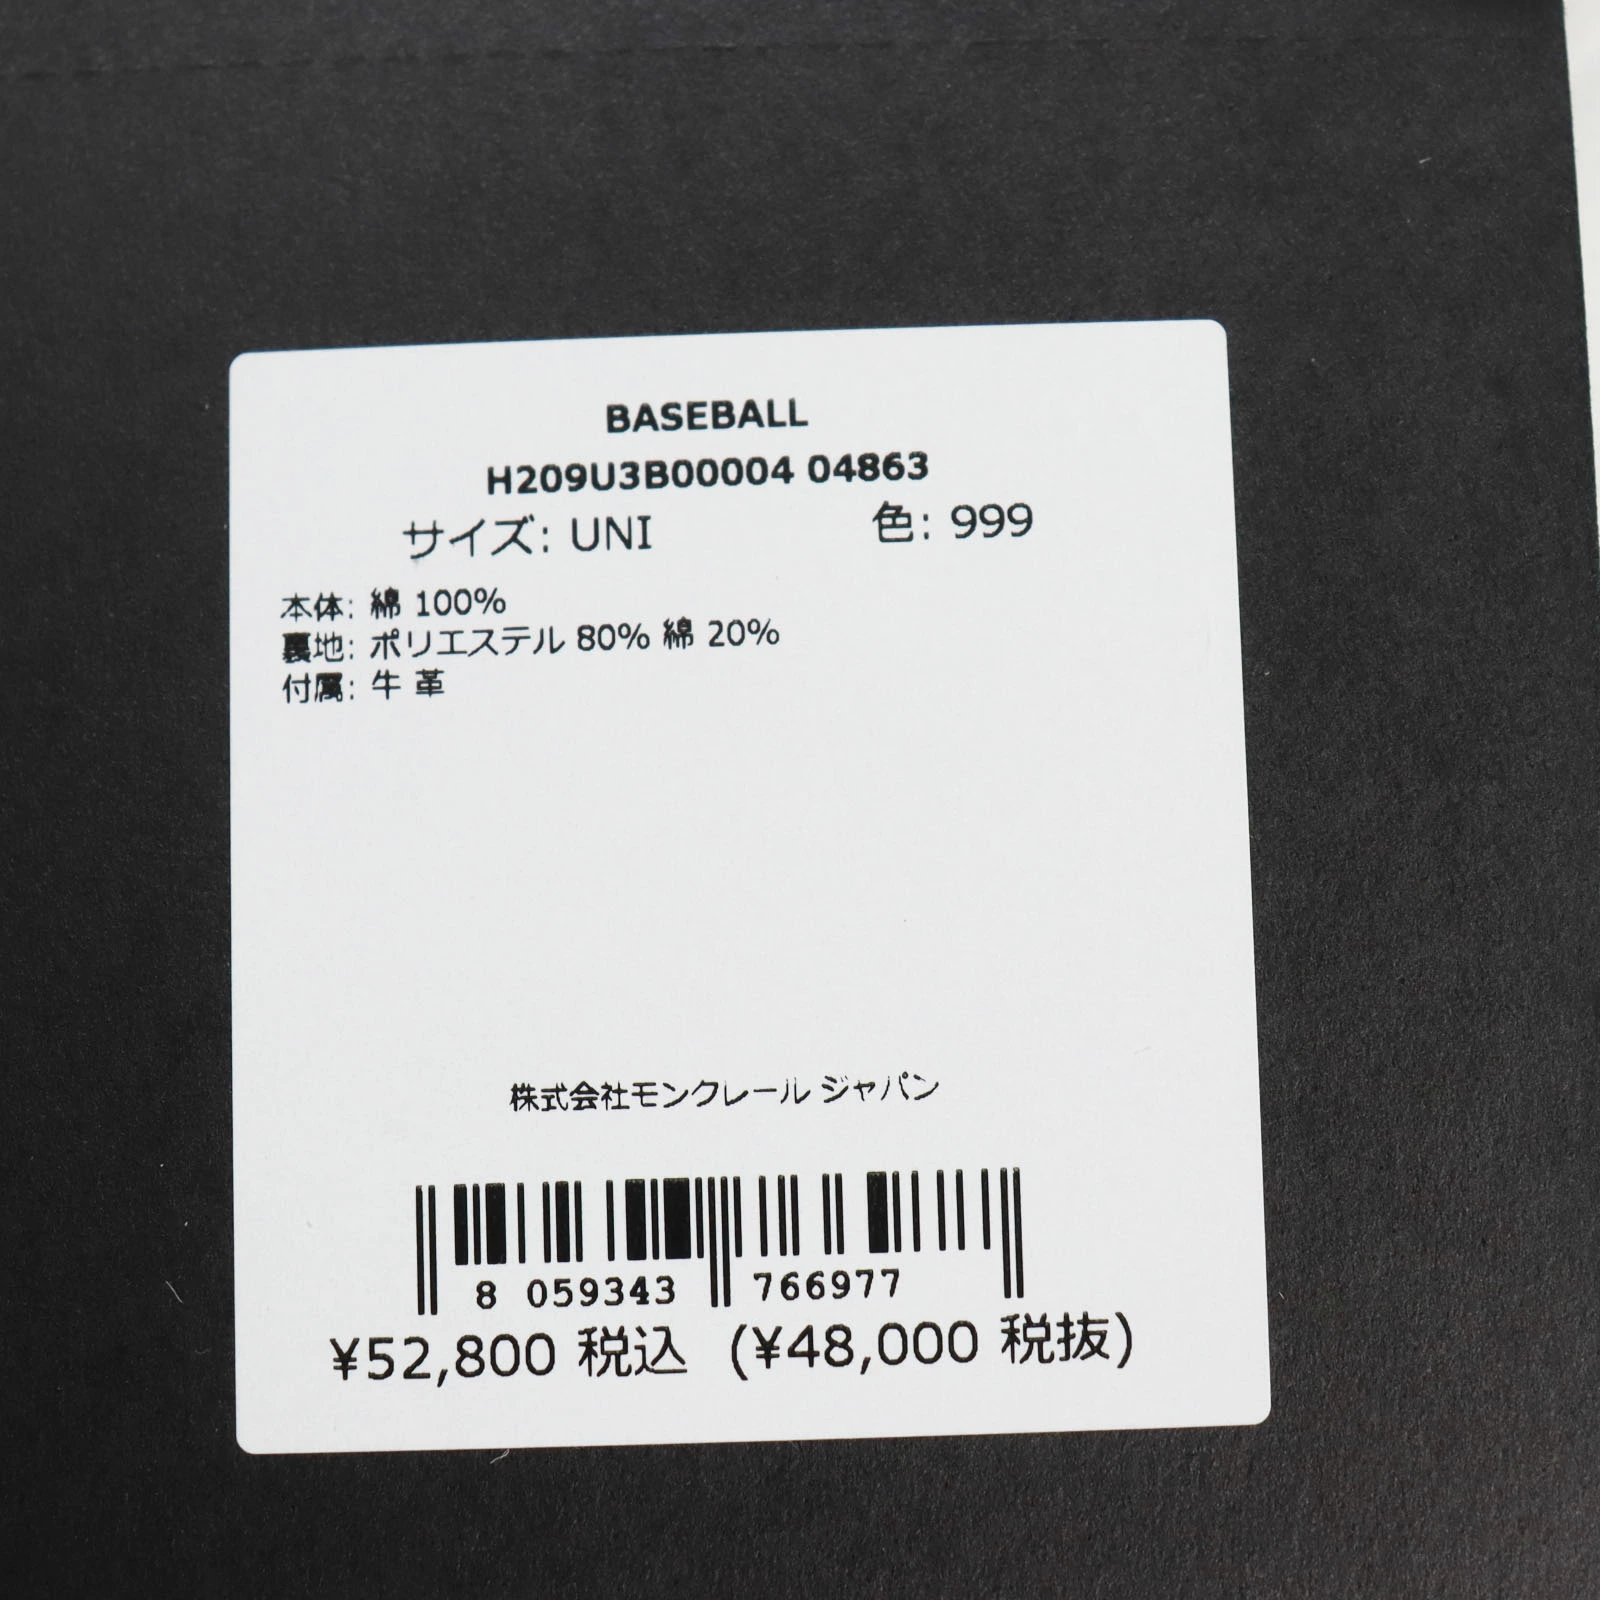 BASEBALL
H209U3B00004 04863
サイズ: UNI 色: 999
本体: 綿 100%
裏地: ポリエステル 80% 綿 20%
付属: 牛 革
株式会社モンクレール ジャパン
8 059343 766977
¥52,800 税込 (¥48,000 税抜)